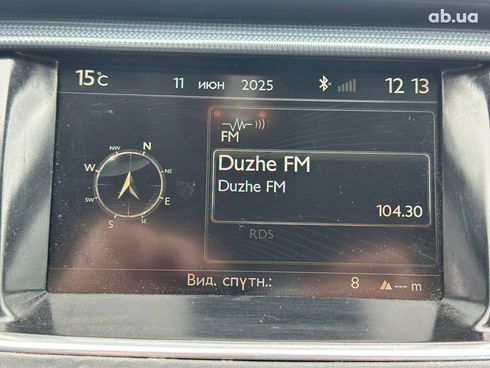 ab.ua
15°C 11 июн 2025 12 13
FM
Duzhe FM
Duzhe FM
104.30
RDS
NW N
W NE
SW E
S SE
Вид. спутн.: 8 --- m